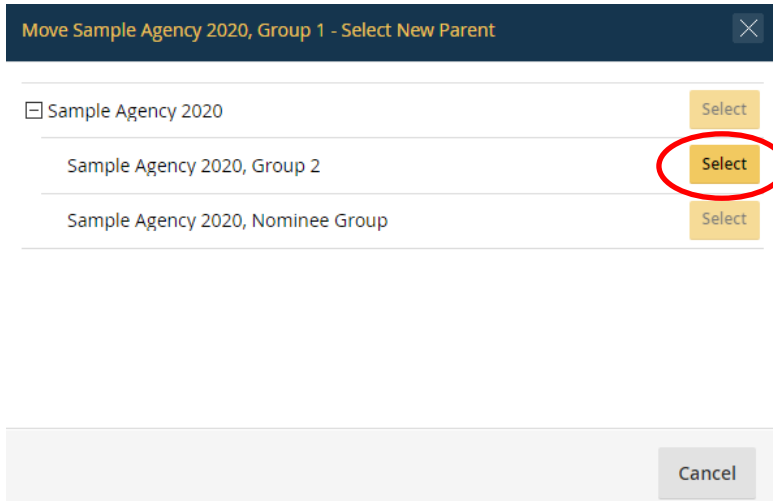 Move Sample Agency 2020, Group 1 - Select New Parent
Sample Agency 2020 Select
Sample Agency 2020, Group 2 Select
Sample Agency 2020, Nominee Group Select
Cancel